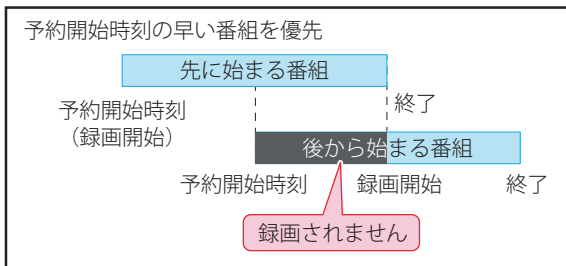 予約開始時刻の早い番組を優先
先に始まる番組
予約開始時刻
（録画開始）
終了
後から始まる番組
予約開始時刻
録画開始
終了
録画されません